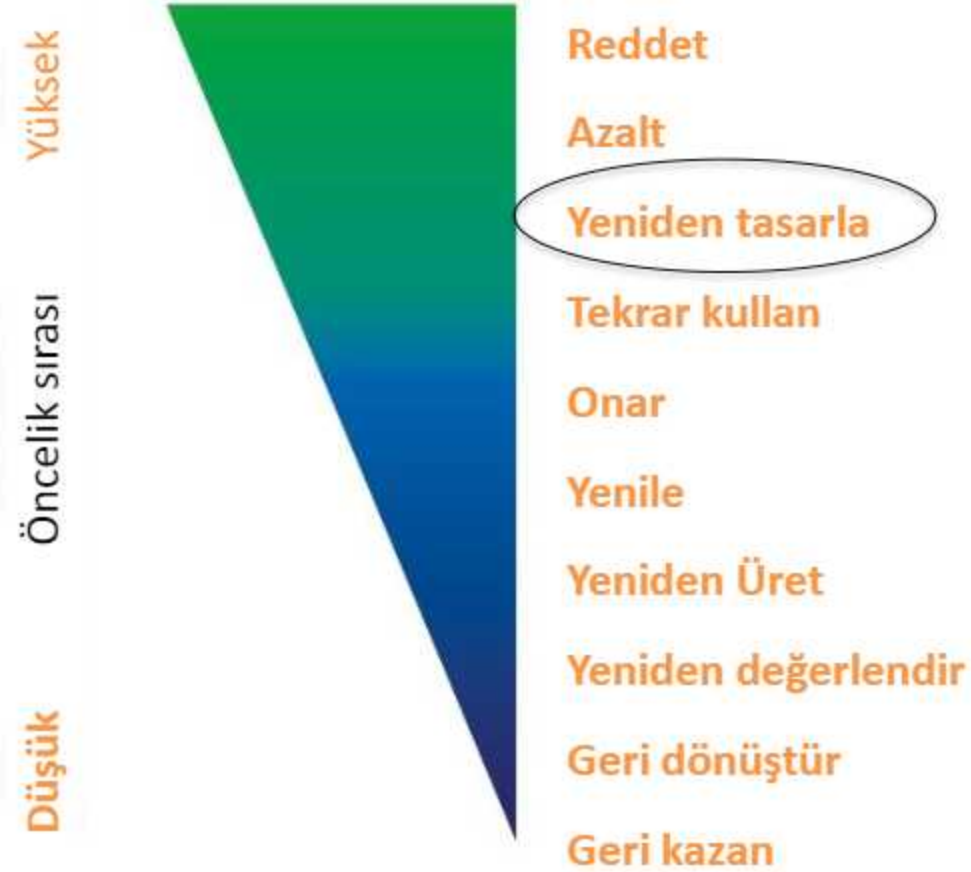 Yüksek
Öncelik sırası
Düşük
Reddet
Azalt
Yeniden tasarla
Tekrar kullan
Onar
Yenile
Yeniden Üret
Yeniden değerlendir
Geri dönüştür
Geri kazan